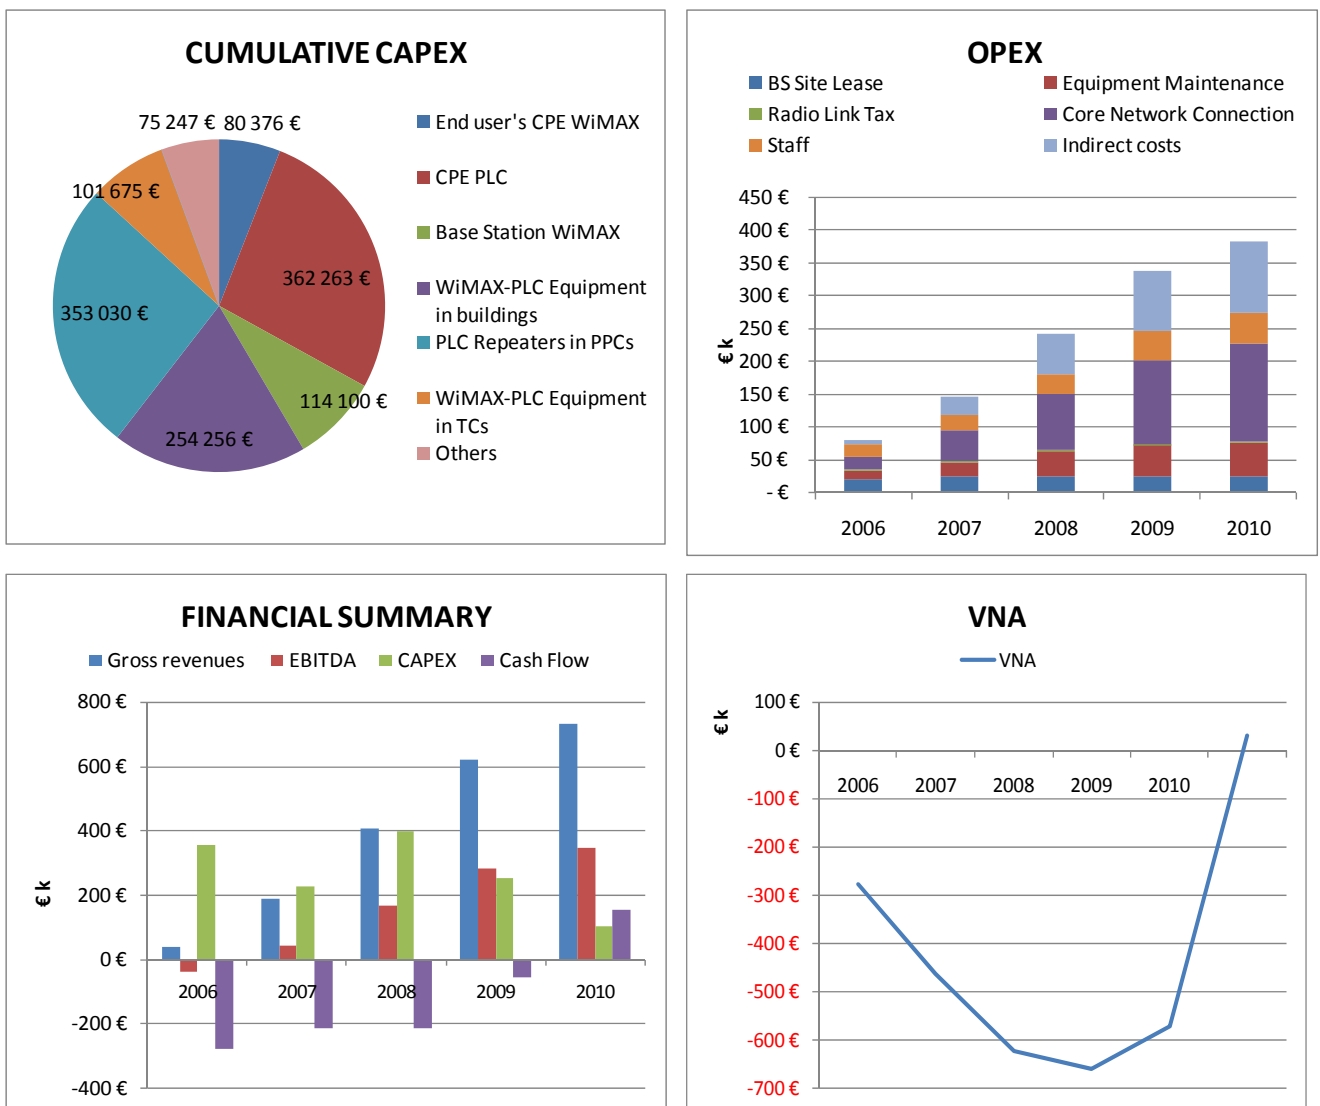 CUMULATIVE CAPEX
75 247 € 80 376 €
101 675 €
362 263 €
353 030 €
114 100 €
254 256 €
End user's CPE WiMAX
CPE PLC
Base Station WiMAX
WiMAX-PLC Equipment
in buildings
PLC Repeaters in PPCs
WiMAX-PLC Equipment
in TCs
Others
OPEX
BS Site Lease
Equipment Maintenance
Radio Link Tax
Core Network Connection
Staff
Indirect costs
450 €
400 €
350 €
300 €
250 €
200 €
150 €
100 €
50 €
- €
€ k
2006 2007 2008 2009 2010
FINANCIAL SUMMARY
Gross revenues EBITDA CAPEX Cash Flow
800 €
600 €
400 €
200 €
0 €
-200 €
-400 €
€ k
2006 2007 2008 2009 2010
VNA
VNA
100 €
0 €
-100 €
-200 €
-300 €
-400 €
-500 €
-600 €
-700 €
€ k
2006 2007 2008 2009 2010